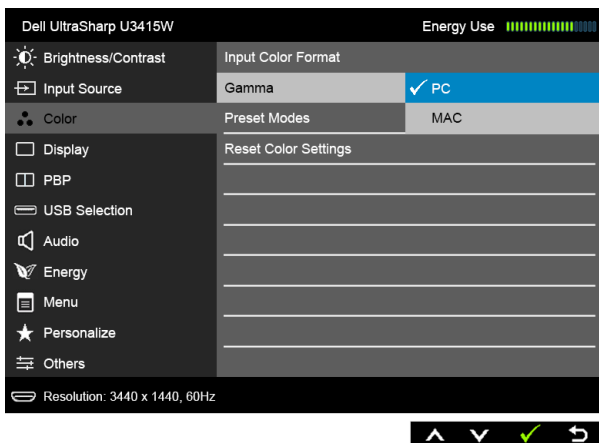 Dell UltraSharp U3415W Energy Use
Brightness/Contrast Input Color Format
Input Source Gamma PC
Color Preset Modes MAC
Display Reset Color Settings
PBP
USB Selection
Audio
Energy
Menu
Personalize
Others
Resolution: 3440 x 1440, 60Hz